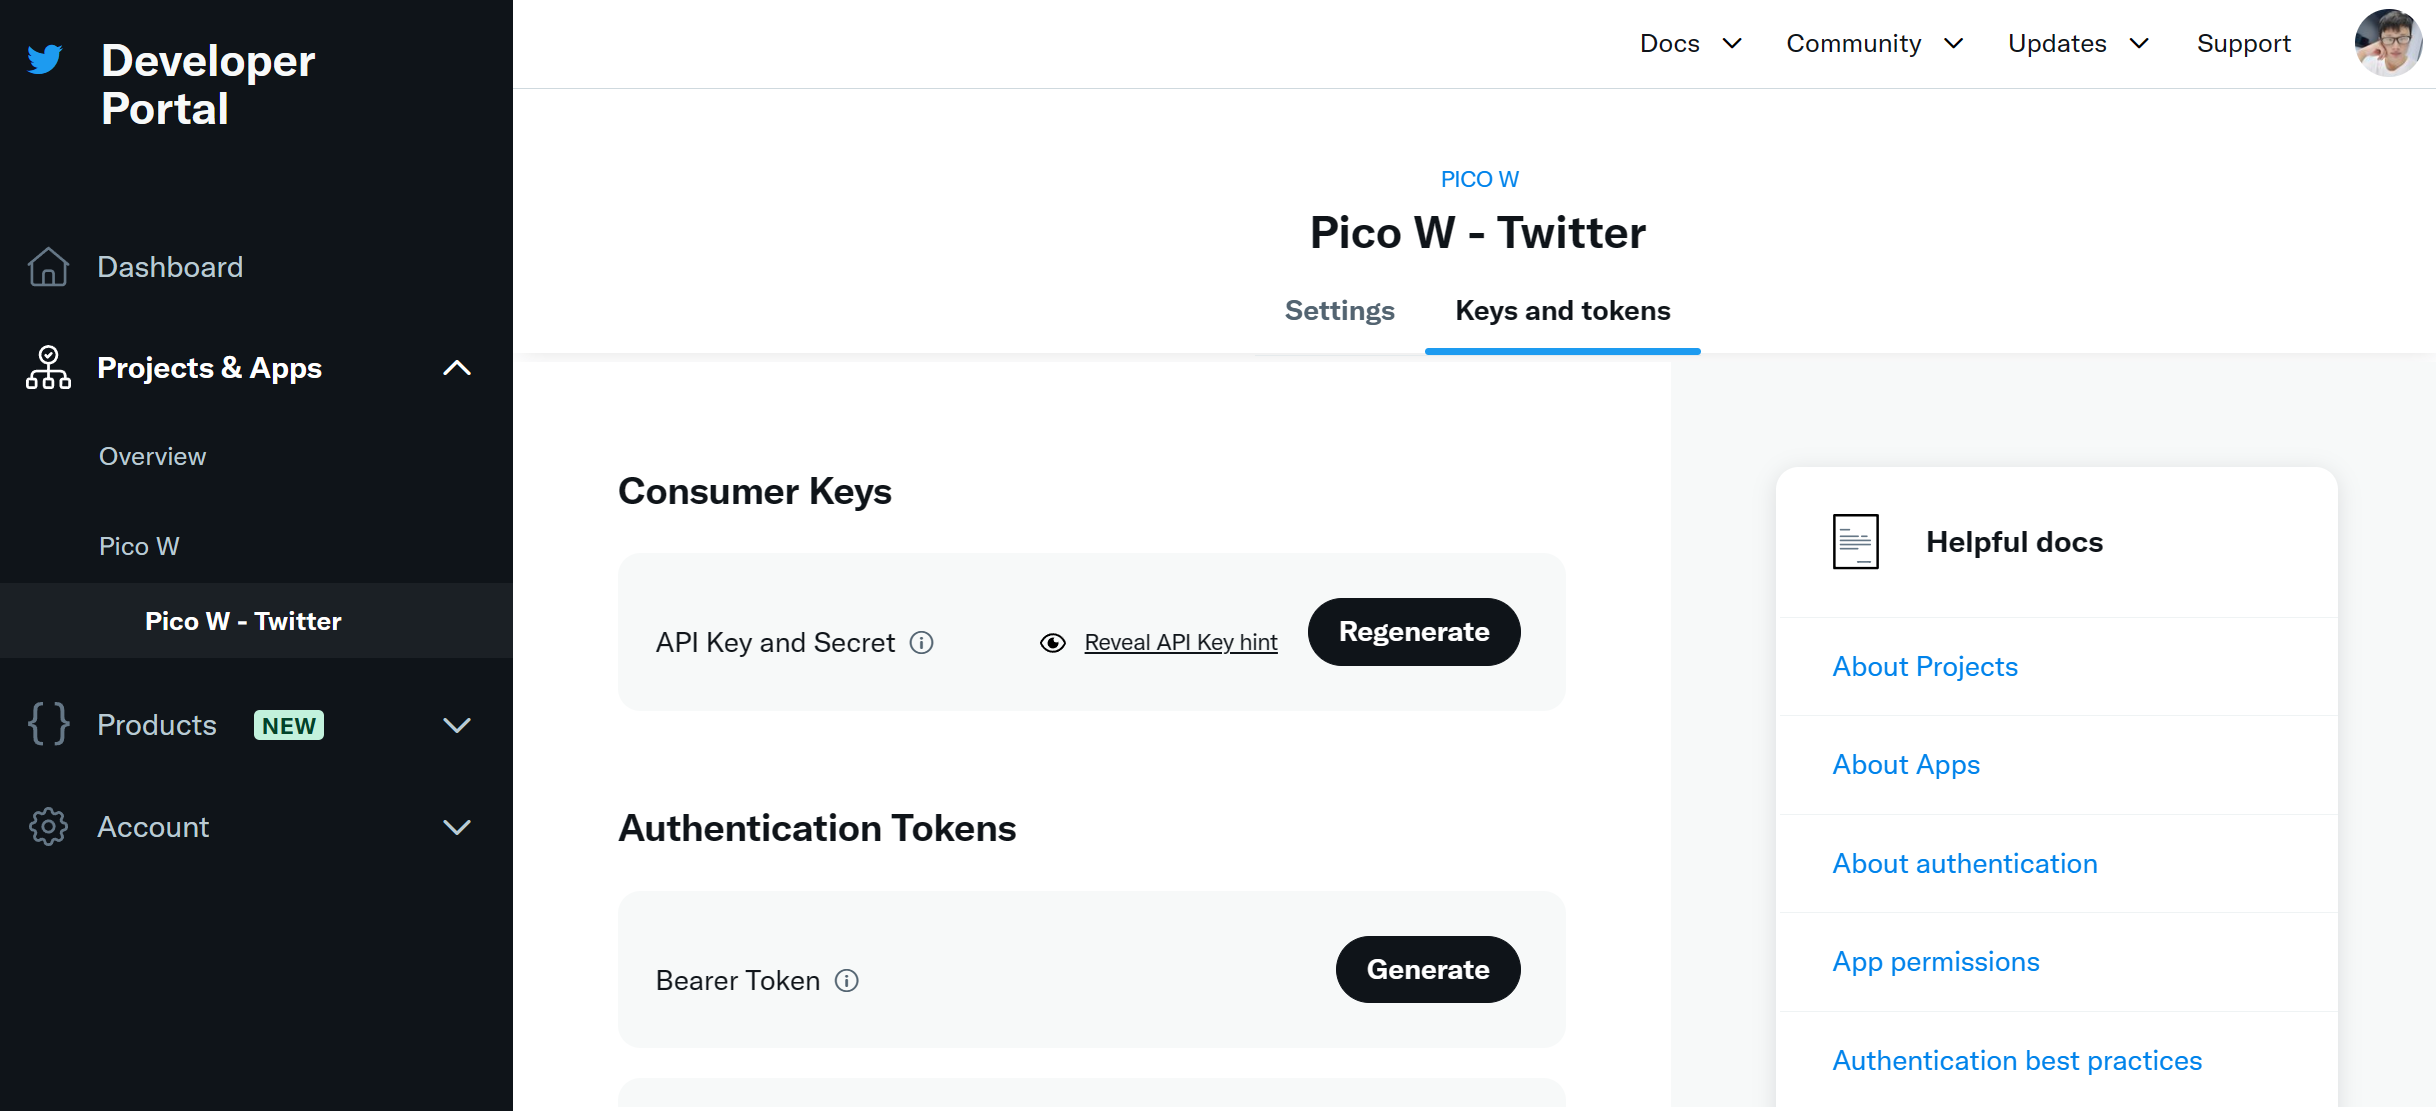 Developer
Portal
Docs
Community
Updates
Support
Dashboard
Projects & Apps
Overview
Pico W
Pico W - Twitter
Products NEW
Account
PICO W
Pico W - Twitter
Settings
Keys and tokens
Consumer Keys
API Key and Secret
Reveal API Key hint
Regenerate
Authentication Tokens
Bearer Token
Generate
Helpful docs
About Projects
About Apps
About authentication
App permissions
Authentication best practices